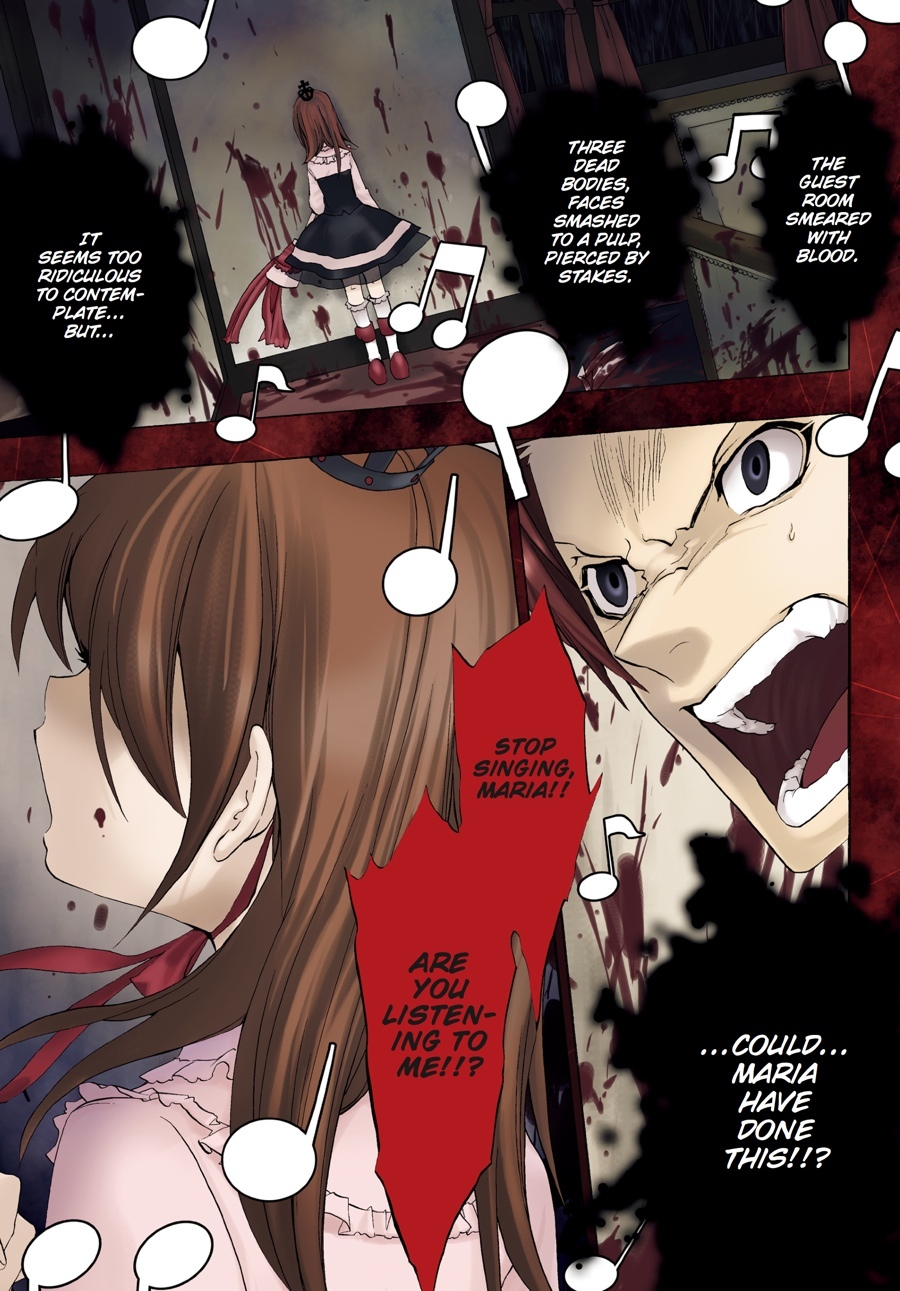 THE
GUEST
ROOM
SMEARED
WITH
BLOOD.
THREE
DEAD
BODIES,
FACES
SMASHED
TO A PULP,
PIERCED BY
STAKES.
IT
SEEMS TOO
RIDICULOUS
TO CONTEM-
PLATE...
BUT...
STOP
SINGING,
MARIA!!
ARE
YOU
LISTEN-
ING TO
ME!!?
...COULD...
MARIA
HAVE
DONE
THIS!!?